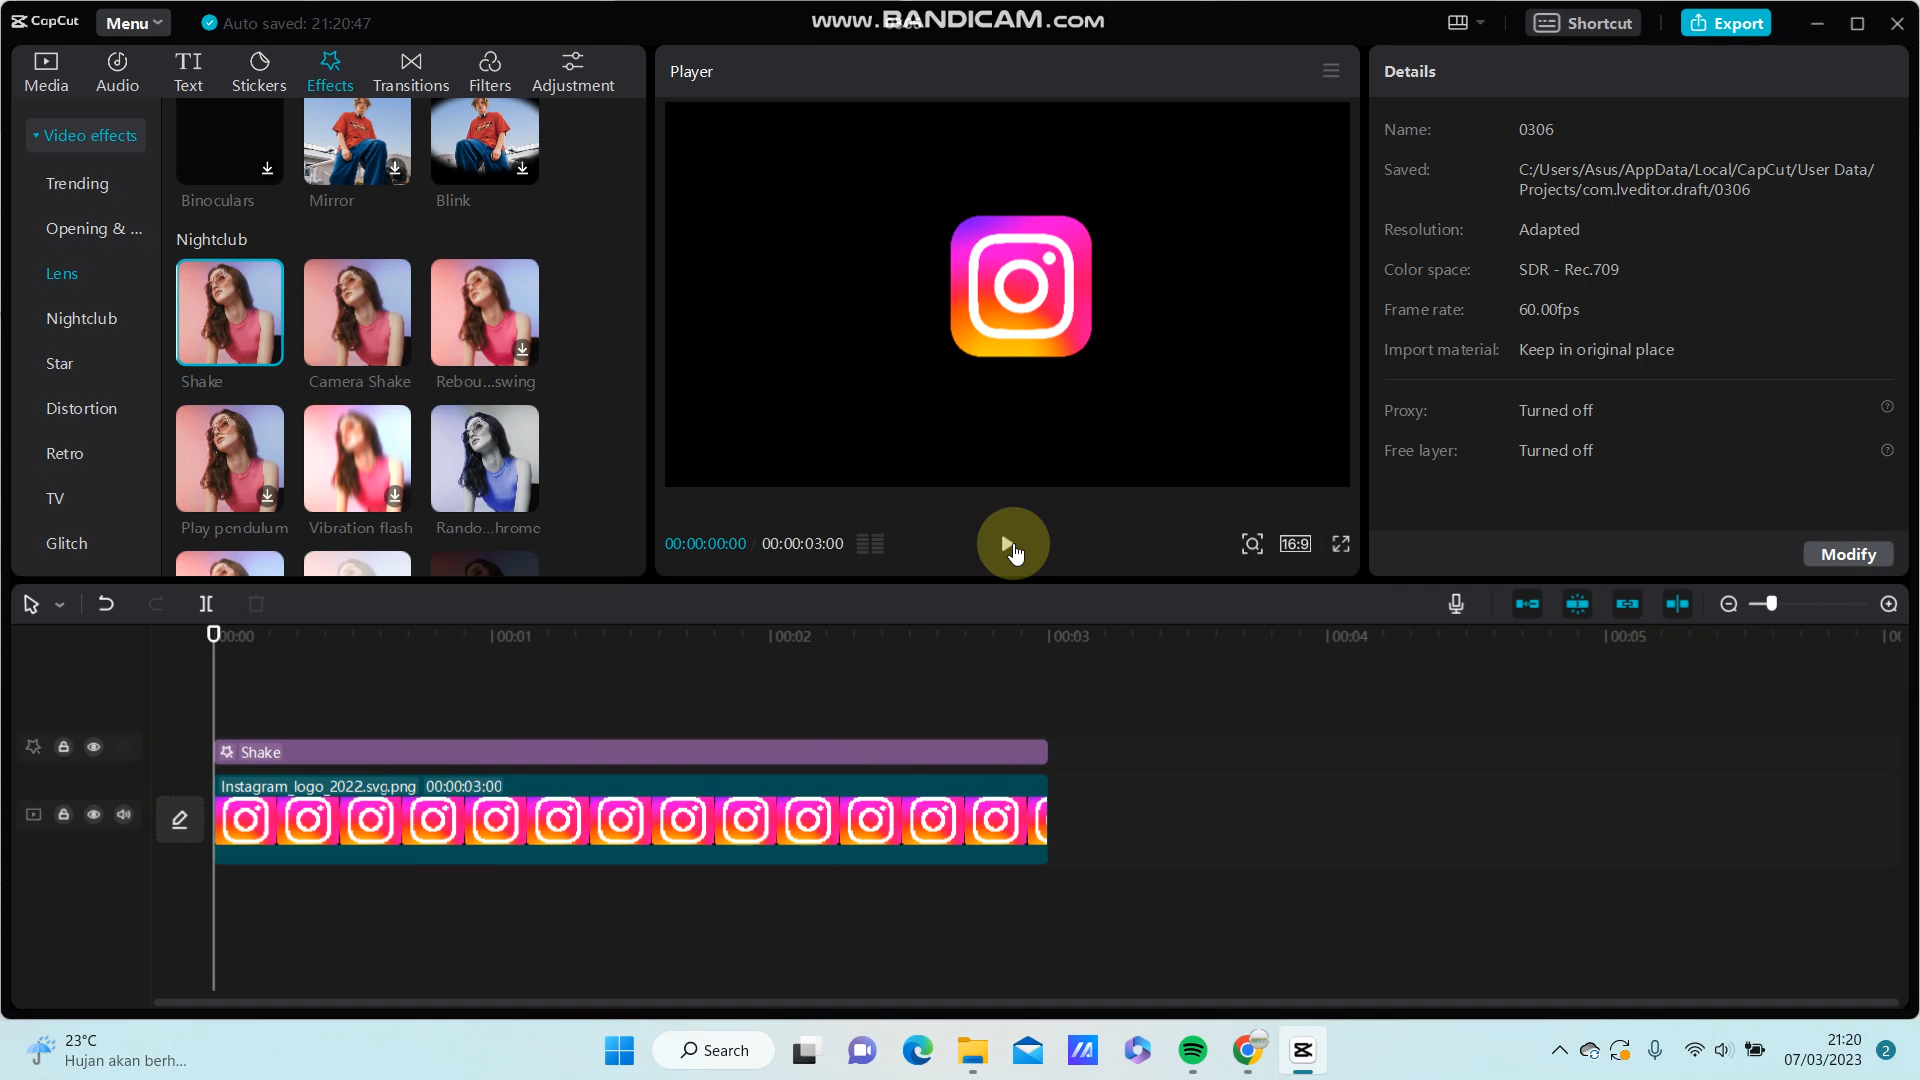 CapCut
Menu
Auto saved: 21:20:47
www.BANDICAM.com
Shortcut
Export
Media
Audio
TI
Text
Stickers
Effects
Transitions
Filters
Adjustment
Player
Details
Video effects
Trending
Opening & ...
Lens
Nightclub
Star
Distortion
Retro
TV
Glitch
Binoculars
Mirror
Blink
Nightclub
Shake
Camera Shake
Rebou...swing
Play pendulum
Vibration flash
Rando...hrome
00:00:00:00
00:00:03:00
16:9
Name: 0306
Saved: C:/Users/Asus/AppData/Local/CapCut/User Data/
Projects/com.lveditor.draft/0306
Resolution: Adapted
Color space: SDR - Rec.709
Frame rate: 60.00fps
Import material: Keep in original place
Proxy: Turned off
Free layer: Turned off
Modify
00:00
00:01
00:02
00:03
00:04
00:05
Shake
Instagram_logo_2022.svg.png 00:00:03:00
23°C
Hujan akan berh...
Search
21:20
07/03/2023
2